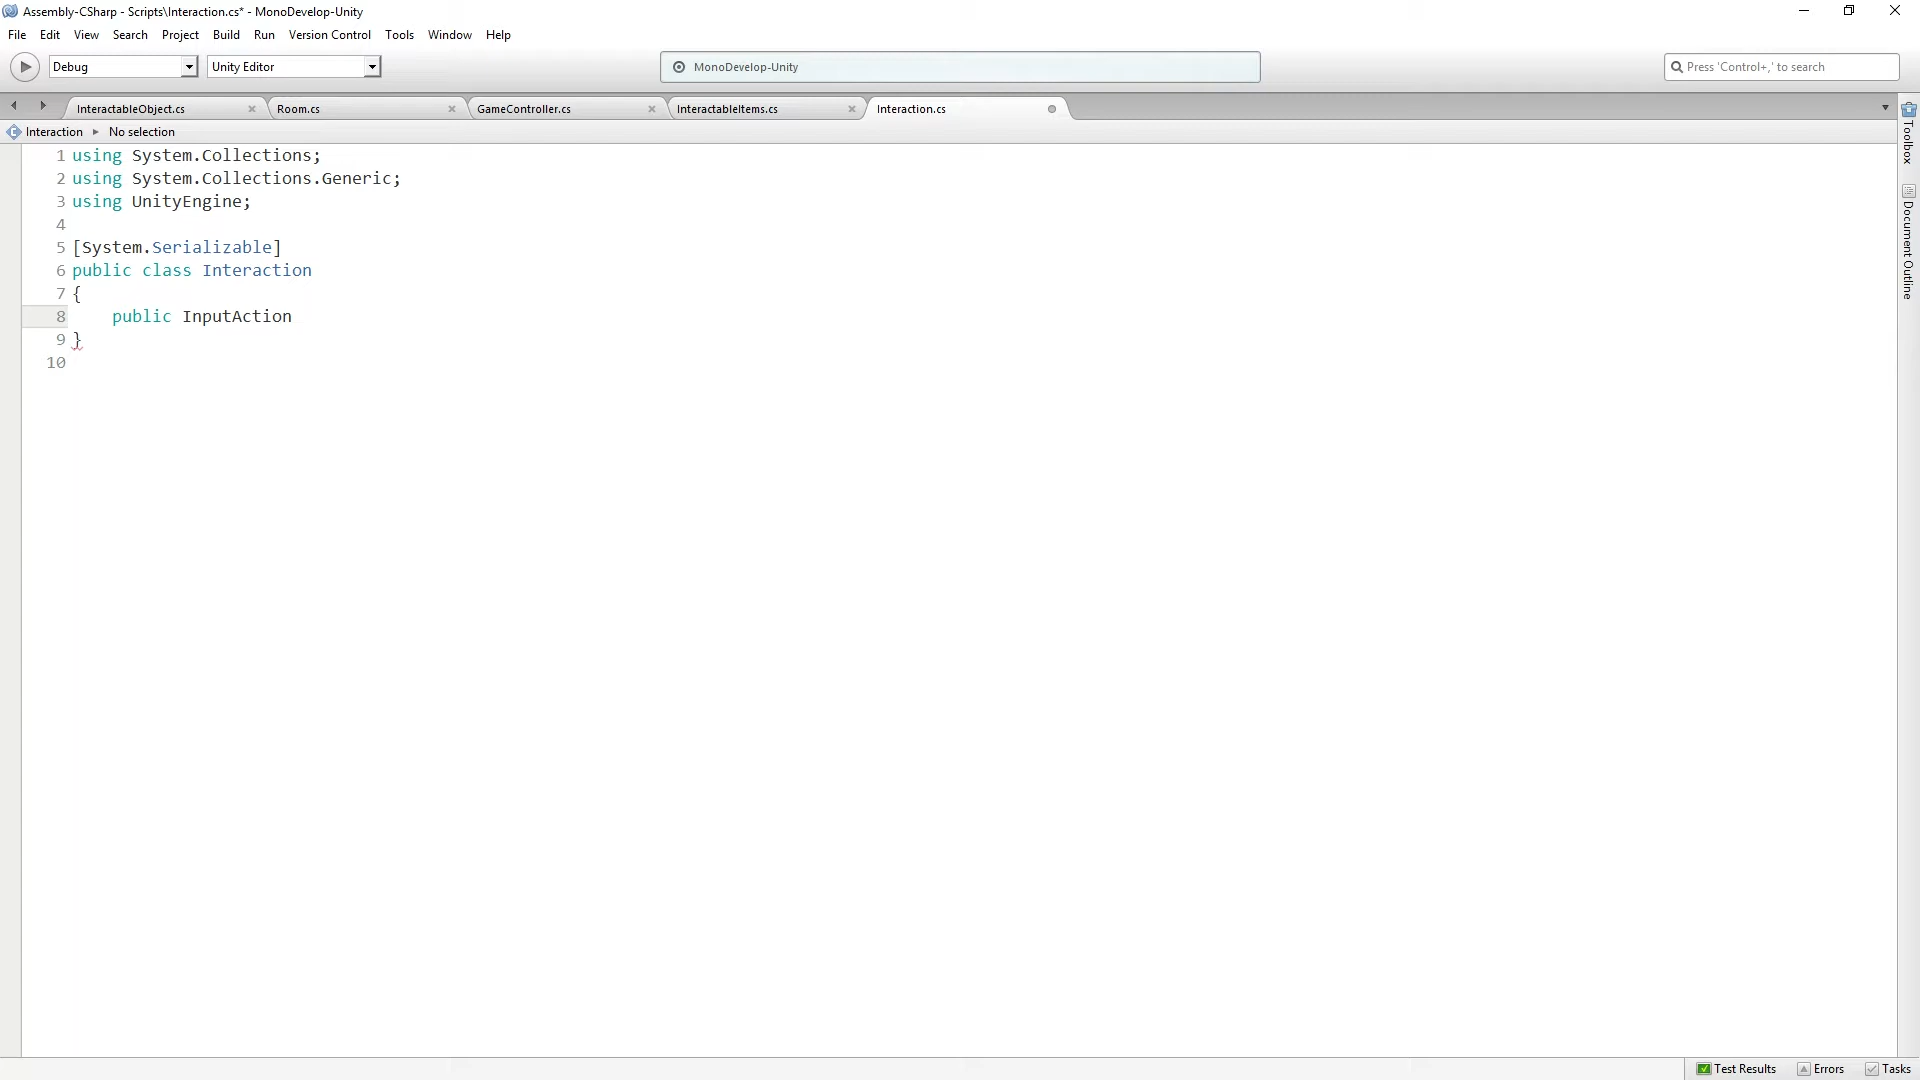 Assembly-CSharp - Scripts\Interaction.cs* - MonoDevelop-Unity
File Edit View Search Project Build Run Version Control Tools Window Help
Debug Unity Editor MonoDevelop-Unity Press 'Control+,' to search
InteractableObject.cs Room.cs GameController.cs InteractableItems.cs Interaction.cs
Interaction No selection
1 using System.Collections;
2 using System.Collections.Generic;
3 using UnityEngine;
4
5 [System.Serializable]
6 public class Interaction
7 {
8 public InputAction
9 }
10
Toolbox
Document Outline
Test Results Errors Tasks